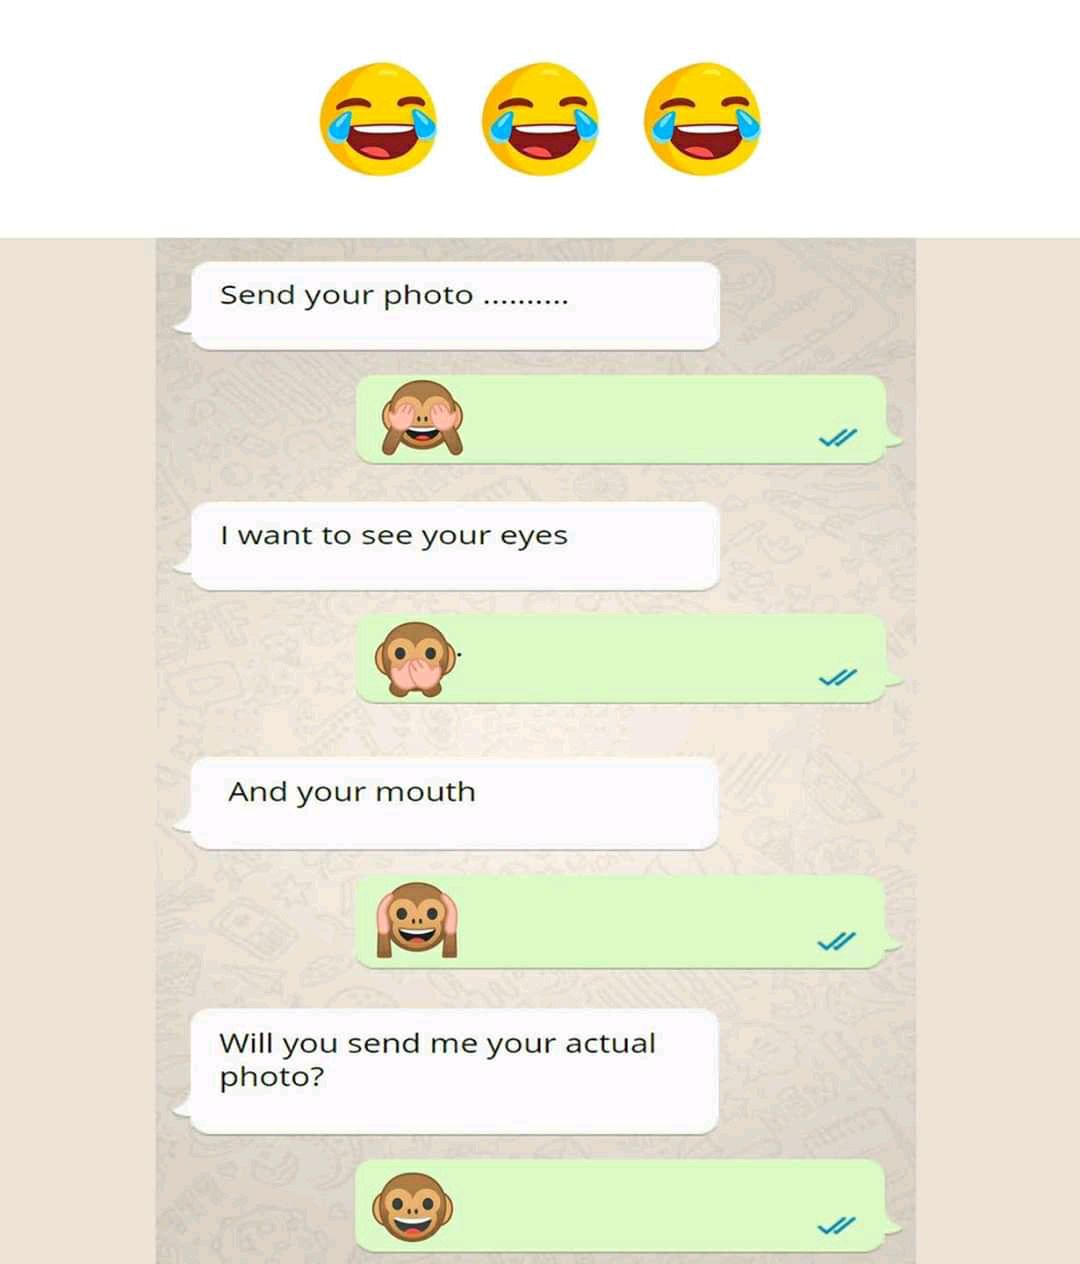 Send your photo ..........
I want to see your eyes
And your mouth
Will you send me your actual
photo?